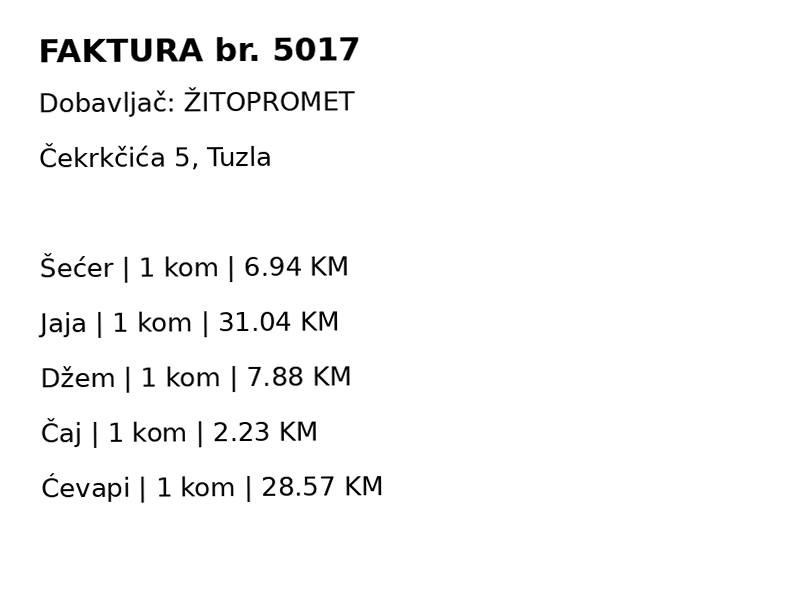 FAKTURA br. 5017
Dobavljač: ŽITOPROMET
Čekrkčića 5, Tuzla
Šećer | 1 kom | 6.94 KM
Jaja | 1 kom | 31.04 KM
Džem | 1 kom | 7.88 KM
Čaj | 1 kom | 2.23 KM
Ćevapi | 1 kom | 28.57 KM